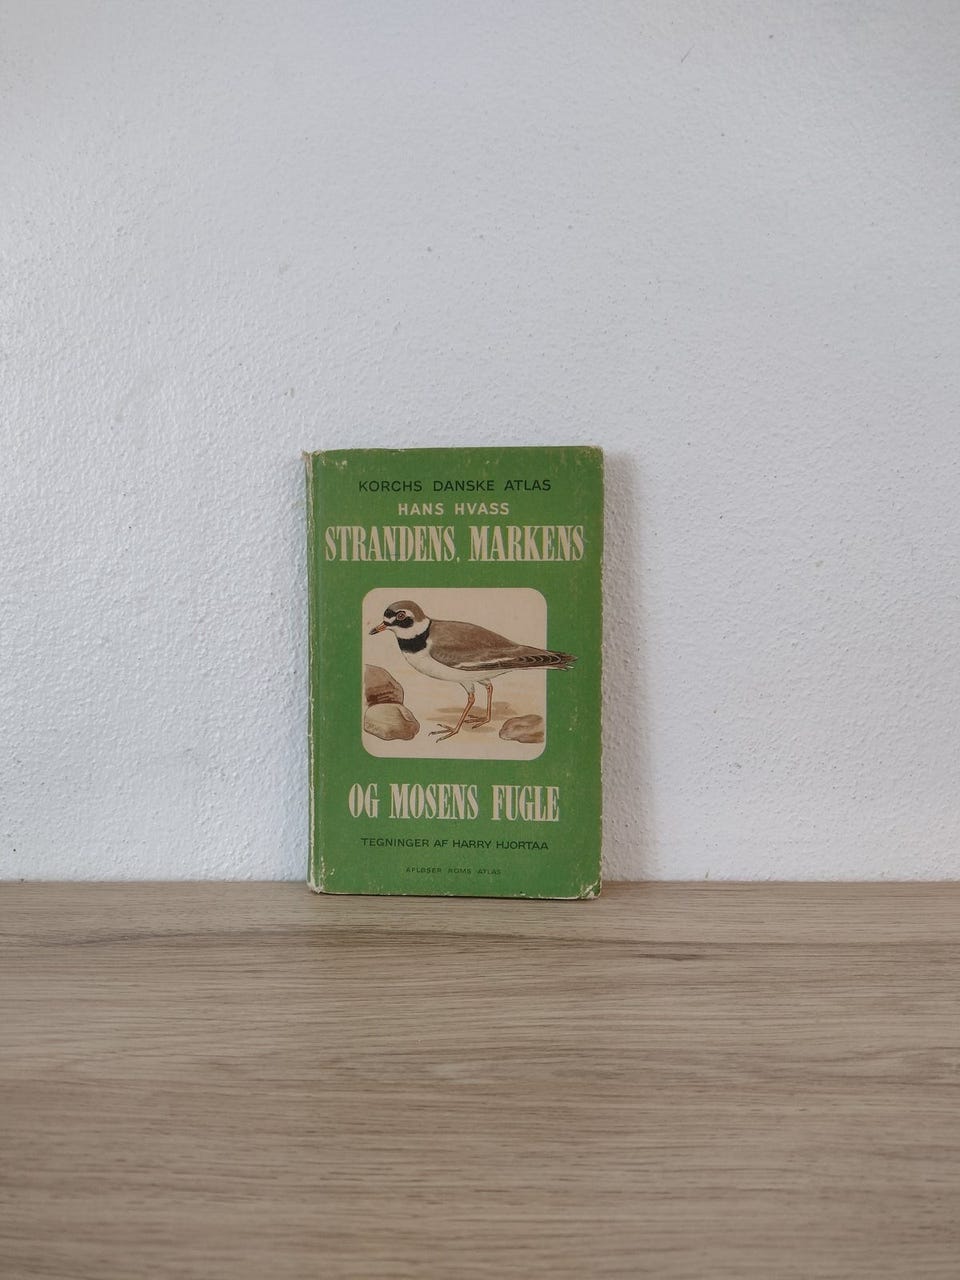 KORCHS DANSKE ATLAS
HANS HVASS
STRANDENS, MARKENS
OG MOSENS FUGLE
TEGNINGER AF HARRY HJORTAA
AFLØSER ROMS ATLAS